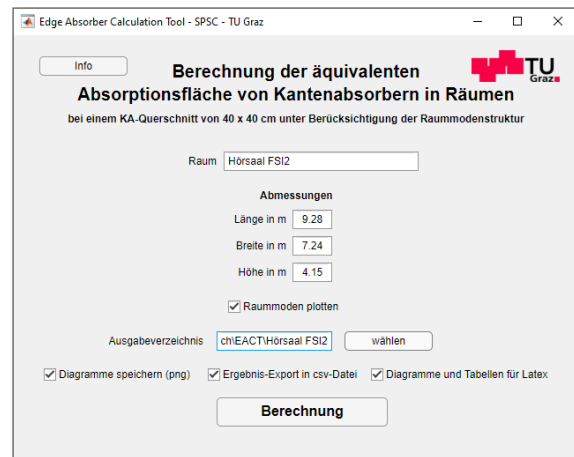 Edge Absorber Calculation Tool - SPSC - TU Graz
Info
TU
Graz
Berechnung der äquivalenten
Absorptionsfläche von Kantenabsorbern in Räumen
bei einem KA-Querschnitt von 40 x 40 cm unter Berücksichtigung der Raummodenstruktur
Raum Hörsaal FSI2
Abmessungen
Länge in m 9.28
Breite in m 7.24
Höhe in m 4.15
Raummoden plotten
Ausgabeverzeichnis ch\EACT\Hörsaal FSI2 wählen
Diagramme speichern (png) Ergebnis-Export in csv-Datei Diagramme und Tabellen für Latex
Berechnung